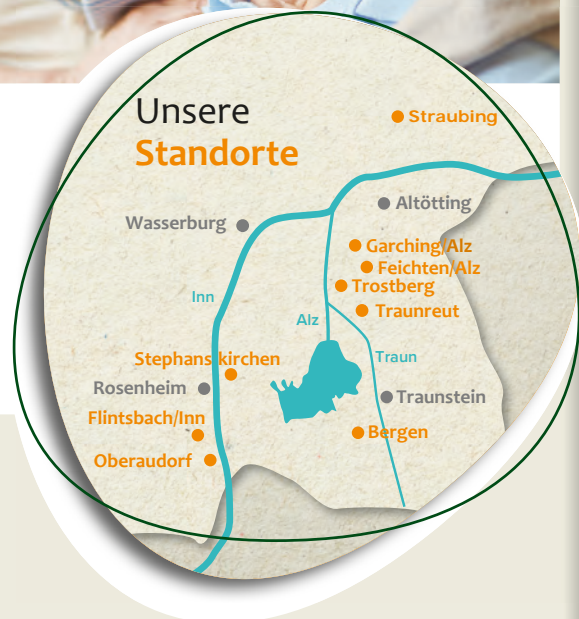 Unsere
Standorte
Straubing
Altötting
Wasserburg
Garching/Alz
Feichten/Alz
Trostberg
Inn
Traunreut
Alz
Traun
Stephanskirchen
Rosenheim
Traunstein
Flintsbach/Inn
Bergen
Oberaudorf